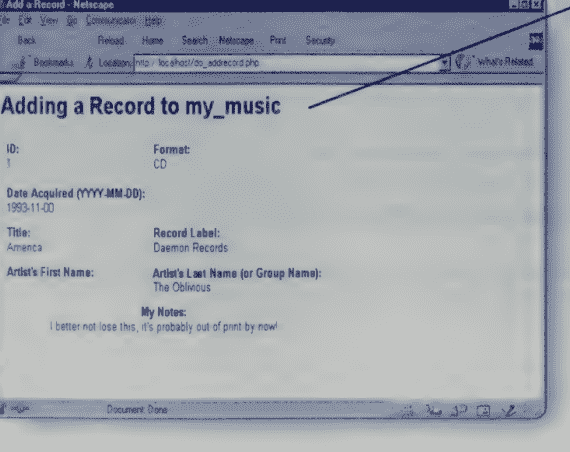 Add a Record - Netscape
File Edit View Go Communicator Help
Back Reload Home Search Netscape Print Security
Bookmarks Location: http://localhost/do_addrecord.php What's Related
Adding a Record to my_music
ID: Format:
1 CD
Date Acquired (YYYY-MM-DD):
1993-11-00
Title: Record Label:
America Daemon Records
Artist's First Name: Artist's Last Name (or Group Name):
The Oblivious
My Notes:
I better not lose this, it's probably out of print by now!
Document: Done